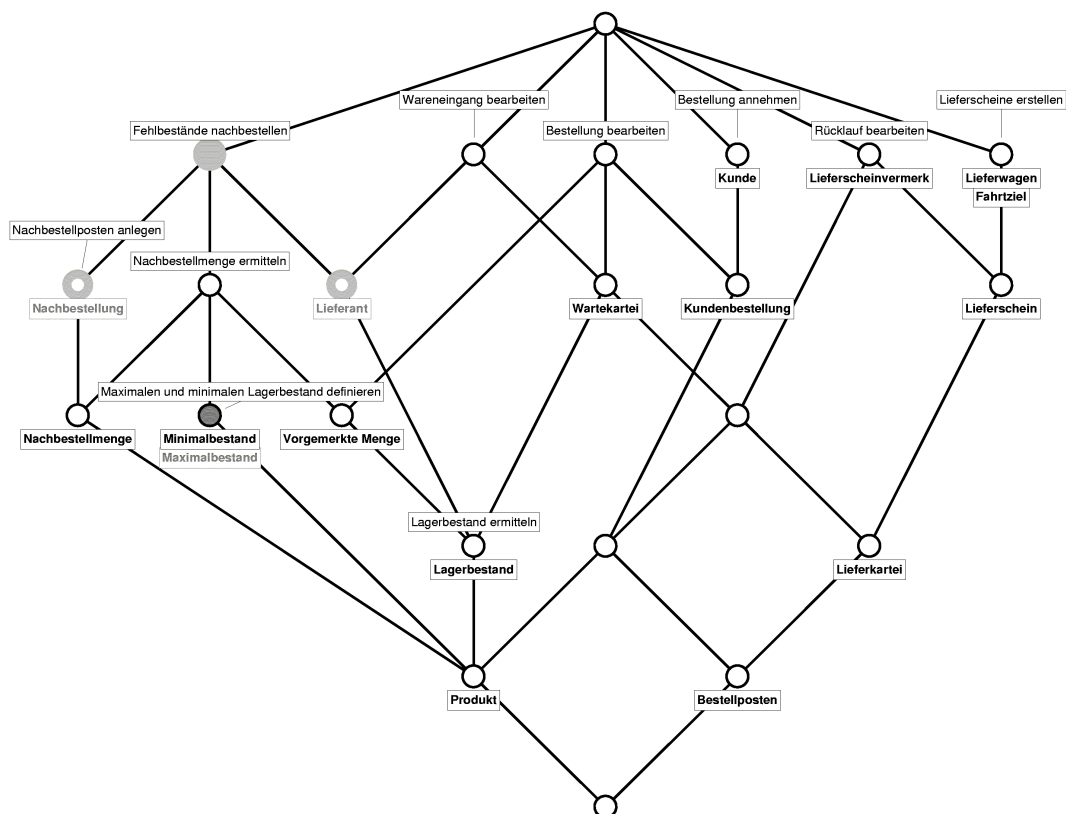 Wareneingang bearbeiten
Bestellung annehmen
Lieferscheine erstellen
Fehlbestände nachbestellen
Bestellung bearbeiten
Rücklauf bearbeiten
Kunde
Lieferscheinvermerk
Lieferwagen
Fahrtziel
Nachbestellposten anlegen
Nachbestellmenge ermitteln
Nachbestellung
Lieferant
Wartekartei
Kundenbestellung
Lieferschein
Maximalen und minimalen Lagerbestand definieren
Nachbestellmenge
Minimalbestand
Vorgemerkte Menge
Maximalbestand
Lagerbestand ermitteln
Lagerbestand
Lieferkartei
Produkt
Bestellposten